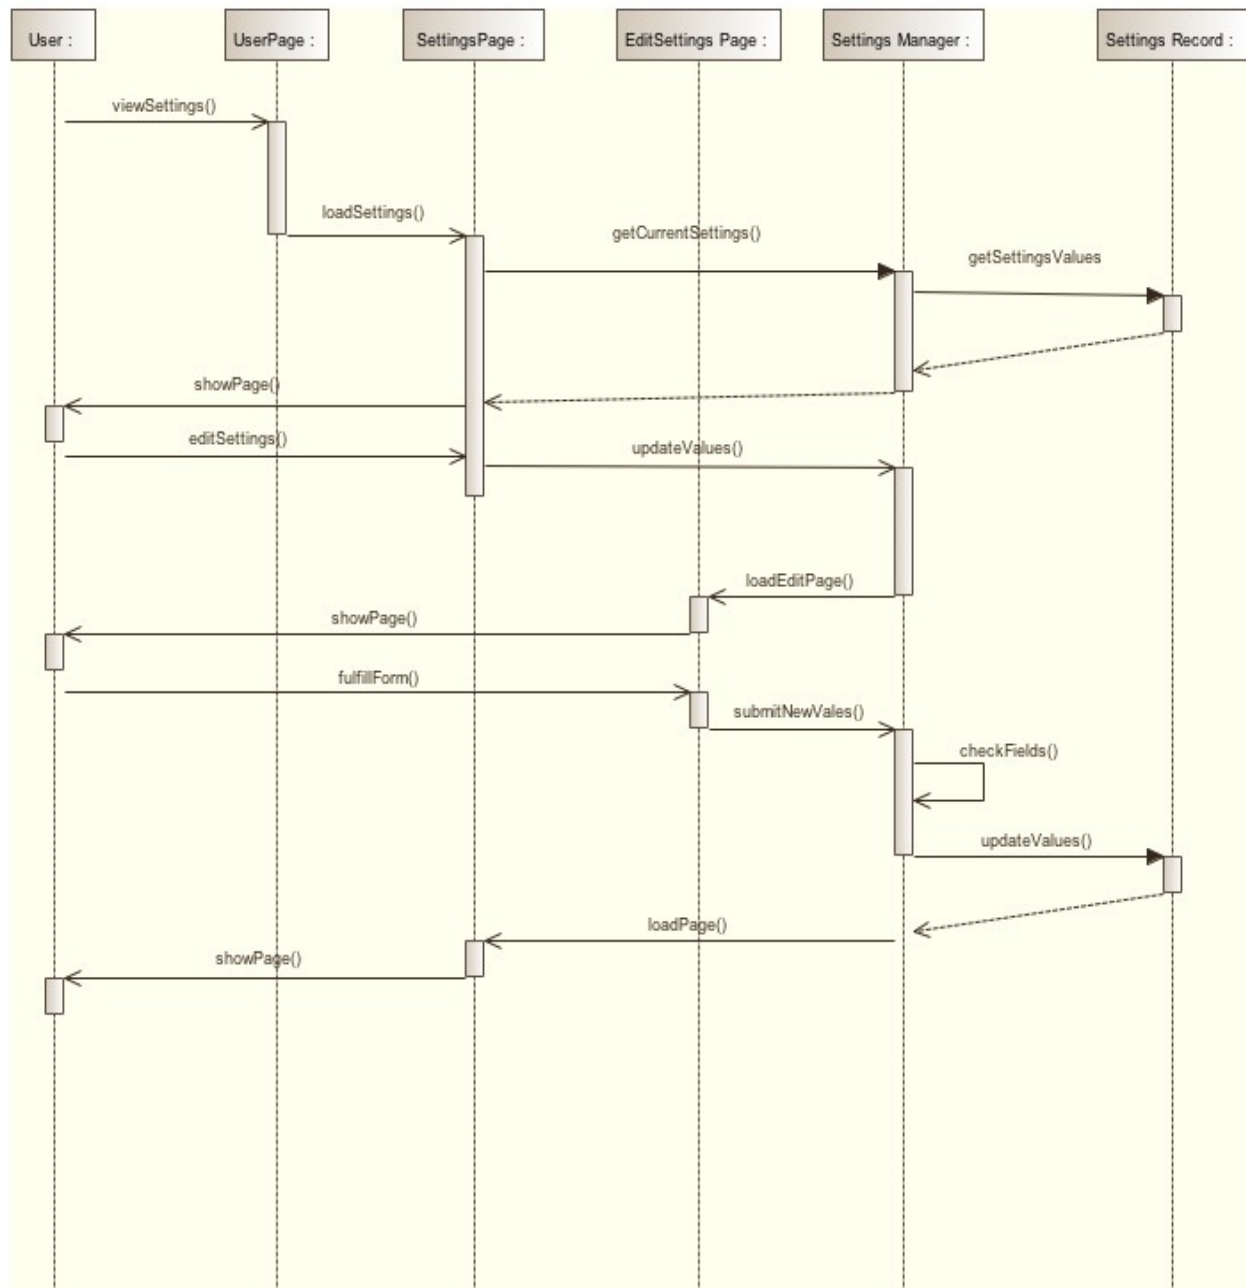 User :
UserPage :
SettingsPage :
EditSettings Page :
Settings Manager :
Settings Record :
viewSettings()
loadSettings()
getCurrentSettings()
getSettingsValues
showPage()
editSettings()
updateValues()
loadEditPage()
showPage()
fulfillForm()
submitNewVales()
checkFields()
updateValues()
loadPage()
showPage()